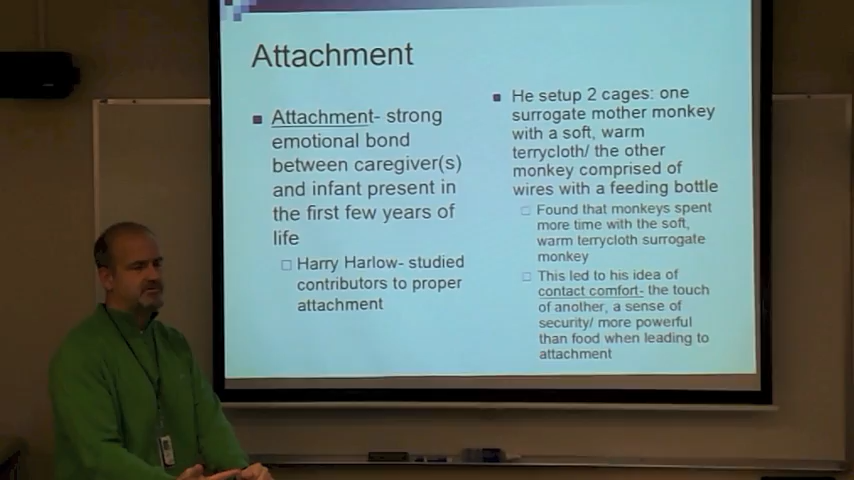 Attachment
Attachment- strong
emotional bond
between caregiver(s)
and infant present in
the first few years of
life
Harry Harlow- studied
contributors to proper
attachment
He setup 2 cages: one
surrogate mother monkey
with a soft, warm
terrycloth/ the other
monkey comprised of
wires with a feeding bottle
Found that monkeys spent
more time with the soft,
warm terrycloth surrogate
monkey
This led to his idea of
contact comfort- the touch
of another, a sense of
security/ more powerful
than food when leading to
attachment